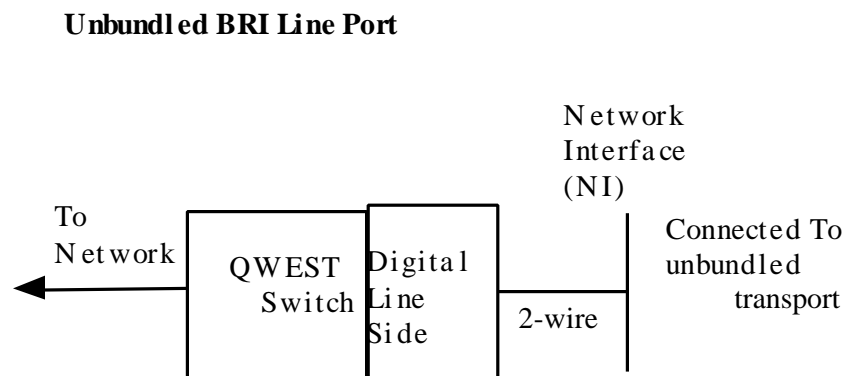 Unbundled BRI Line Port
Network
Interface
(NI)
To
Network
QWEST
Switch
Digital
Line
Side
2-wire
Connected To
unbundled
transport